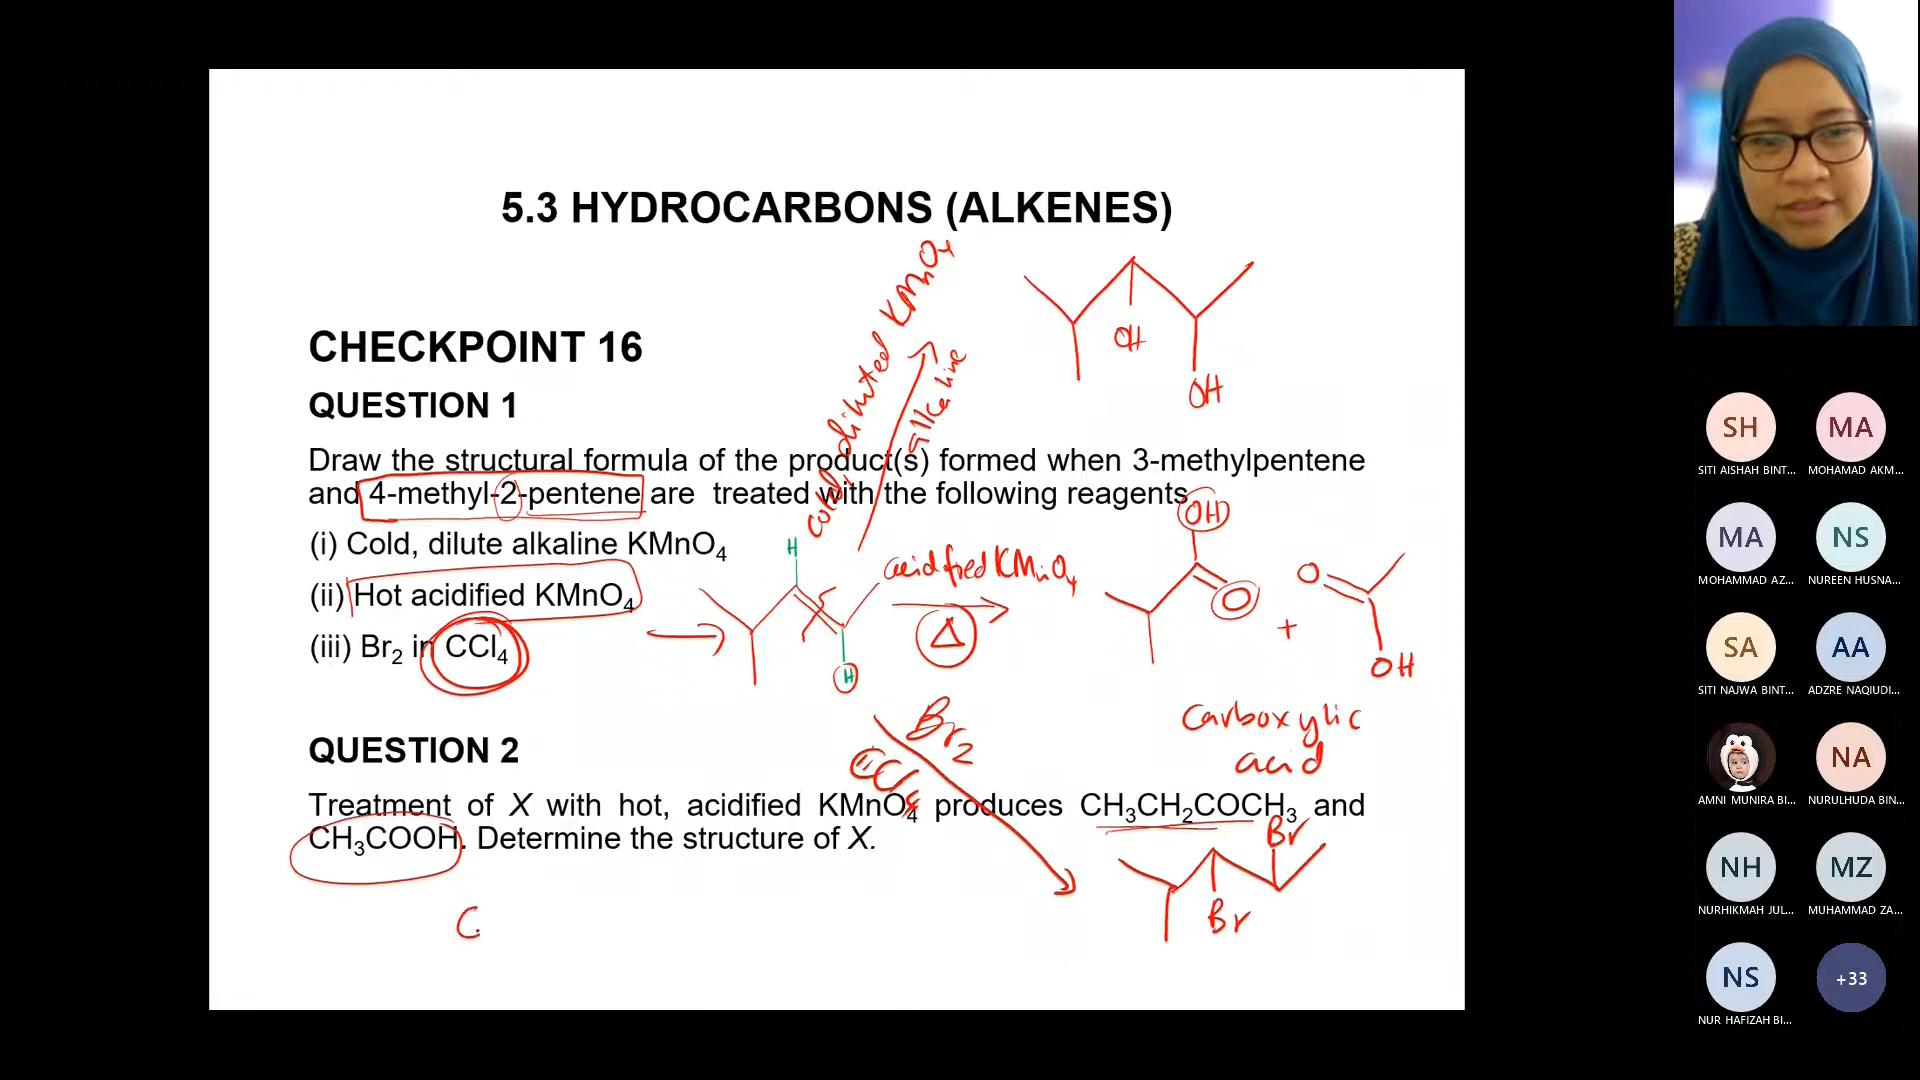 5.3 HYDROCARBONS (ALKENES)
CHECKPOINT 16
QUESTION 1
Draw the structural formula of the product(s) formed when 3-methylpentene
and 4-methyl-2-pentene are treated with the following reagents
(i) Cold, dilute alkaline KMnO₄
(ii) Hot acidified KMnO₄
(iii) Br₂ in CCl₄
cold, diluted KMnO₄
alkaline
OH
OH
H
H
acidified KMnO₄
Δ
OH
O
+
O
OH
carboxylic
acid
Br₂
CCl₄
QUESTION 2
Treatment of X with hot, acidified KMnO₄ produces CH₃CH₂COCH₃ and
CH₃COOH. Determine the structure of X.
Br
Br
C
SH
SITI AISHAH BINT...
MA
MOHAMAD AKM...
MA
MOHAMMAD AZ...
NS
NUREEN HUSNA...
SA
SITI NAJWA BINT...
AA
ADZRE NAQIUDI...
AMNI MUNIRA BI...
NA
NURULHUDA BIN...
NH
NURHIKMAH JUL...
MZ
MUHAMMAD ZA...
NS
NUR HAFIZAH BI...
+33